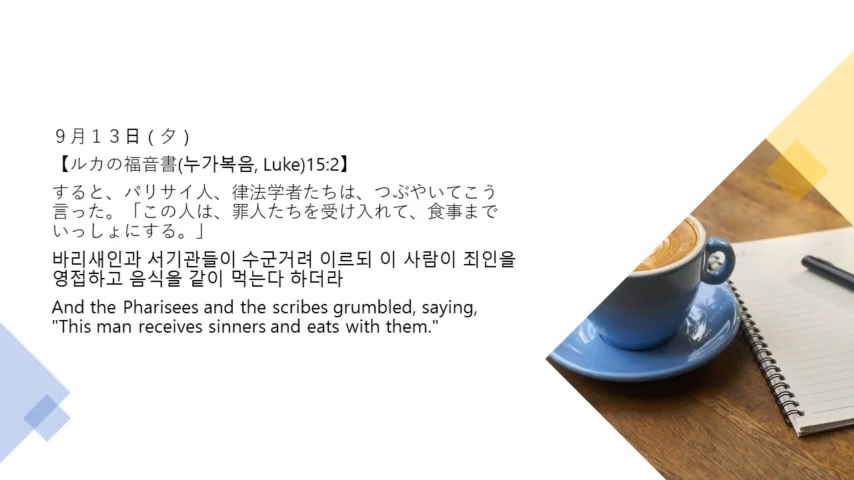 ９月１３日（夕）
【ルカの福音書(누가복음, Luke)15:2】
すると、パリサイ人、律法学者たちは、つぶやいてこう
言った。「この人は、罪人たちを受け入れて、食事まで
いっしょにする。」
바리새인과 서기관들이 수군거려 이르되 이 사람이 죄인을
영접하고 음식을 같이 먹는다 하더라
And the Pharisees and the scribes grumbled, saying,
"This man receives sinners and eats with them."